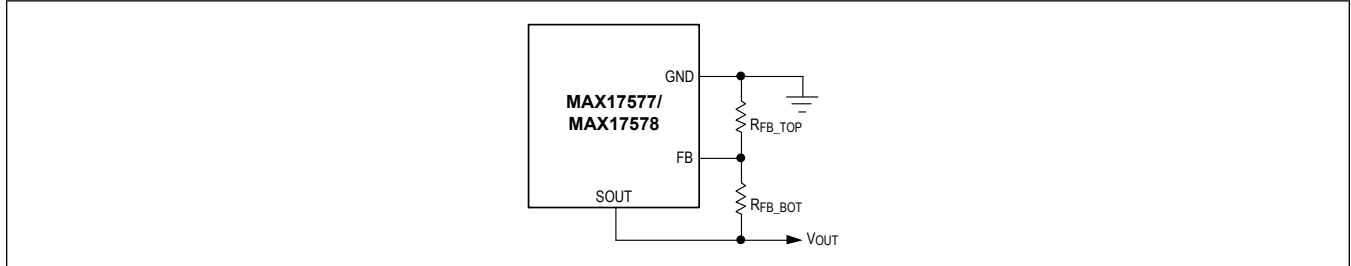 GND
MAX17577/
MAX17578
RFB_TOP
FB
SOUT
RFB_BOT
VOUT